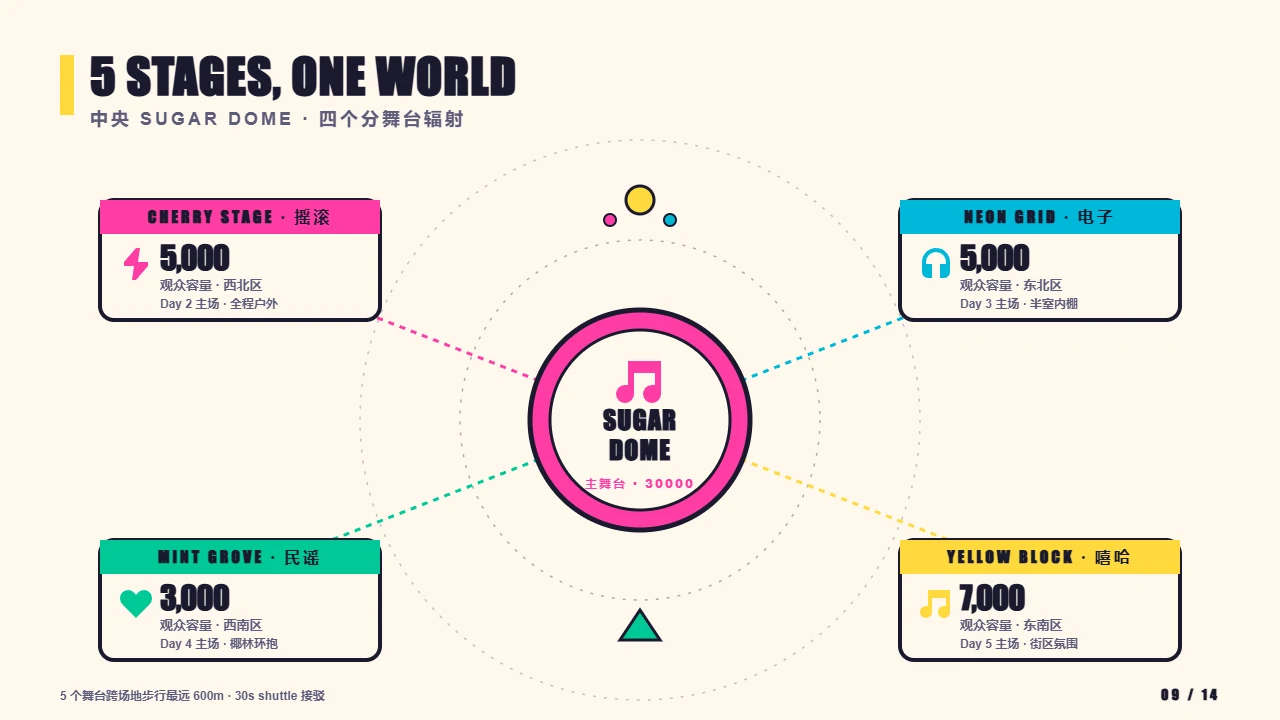 5 STAGES, ONE WORLD
中央 SUGAR DOME · 四个分舞台辐射
CHERRY STAGE · 摇滚
5,000
观众容量 · 西北区
Day 2 主场 · 全程户外
NEON GRID · 电子
5,000
观众容量 · 东北区
Day 3 主场 · 半室内棚
SUGAR
DOME
主舞台 · 30000
MINT GROVE · 民谣
3,000
观众容量 · 西南区
Day 4 主场 · 椰林环抱
YELLOW BLOCK · 嘻哈
7,000
观众容量 · 东南区
Day 5 主场 · 街区氛围
5 个舞台跨场地步行最远 600m · 30s shuttle 接驳
09 / 14